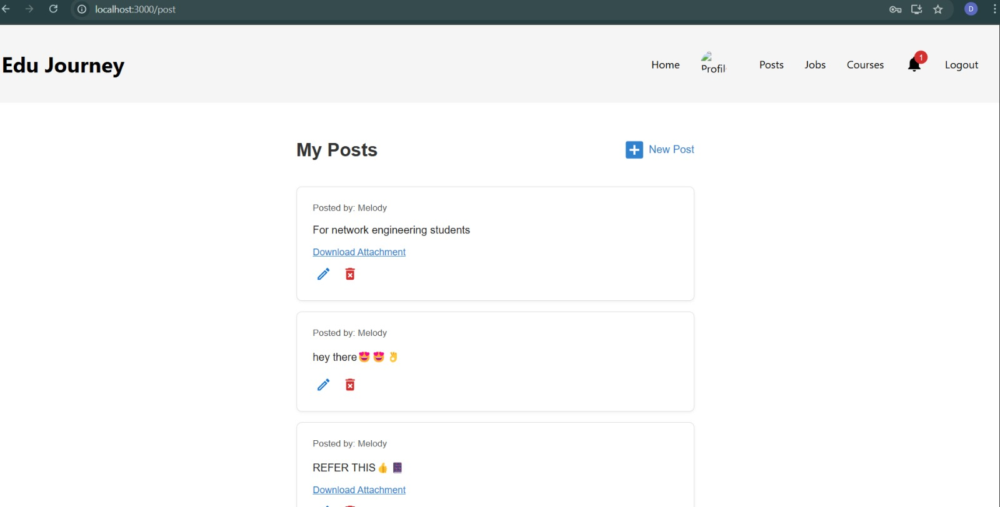 localhost:3000/post
D
Edu Journey
Home
Profil
Posts
Jobs
Courses
1
Logout
My Posts
New Post
Posted by: Melody
For network engineering students
Download Attachment
Posted by: Melody
hey there😍😍👌
Posted by: Melody
REFER THIS👍📓
Download Attachment